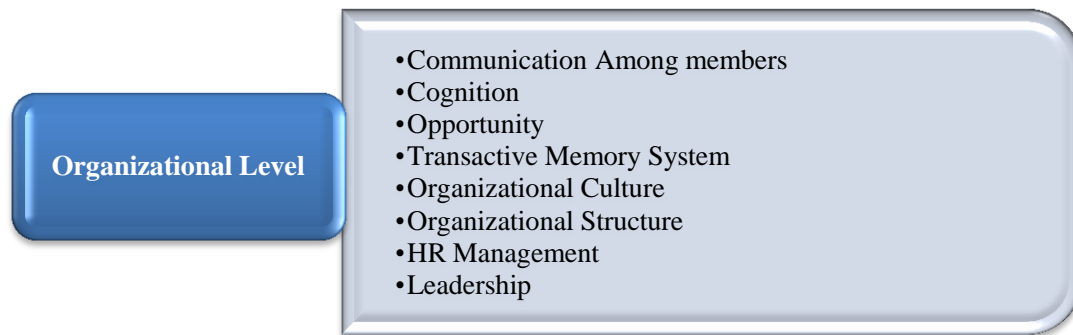 Organizational Level
•Communication Among members
•Cognition
•Opportunity
•Transactive Memory System
•Organizational Culture
•Organizational Structure
•HR Management
•Leadership